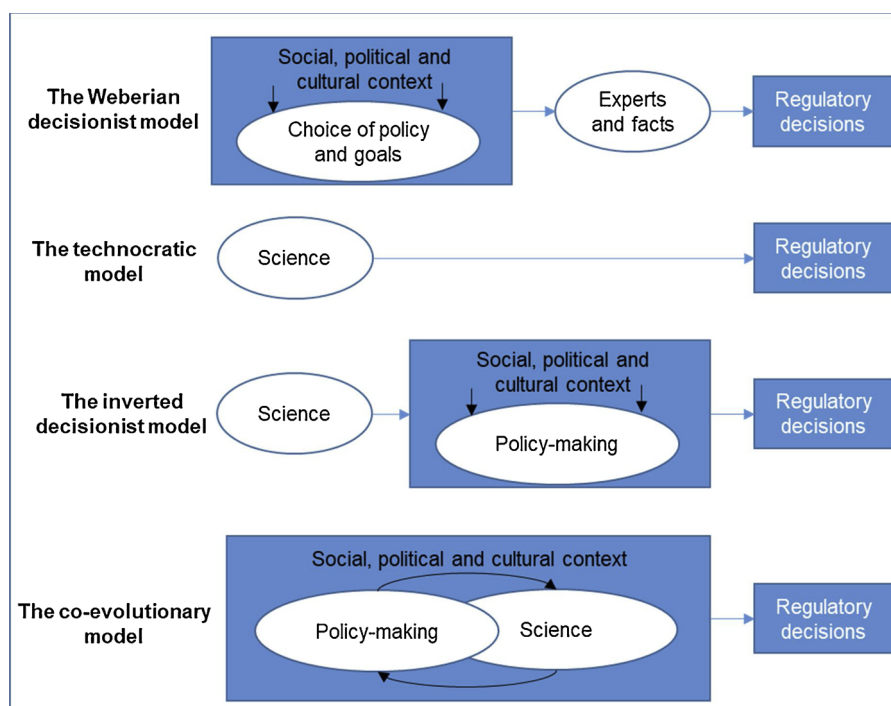 The Weberian
decisionist model
Social, political and
cultural context
Choice of policy
and goals
Experts
and facts
Regulatory
decisions
The technocratic
model
Science
Regulatory
decisions
The inverted
decisionist model
Science
Social, political and
cultural context
Policy-making
Regulatory
decisions
The co-evolutionary
model
Social, political and cultural context
Policy-making
Science
Regulatory
decisions